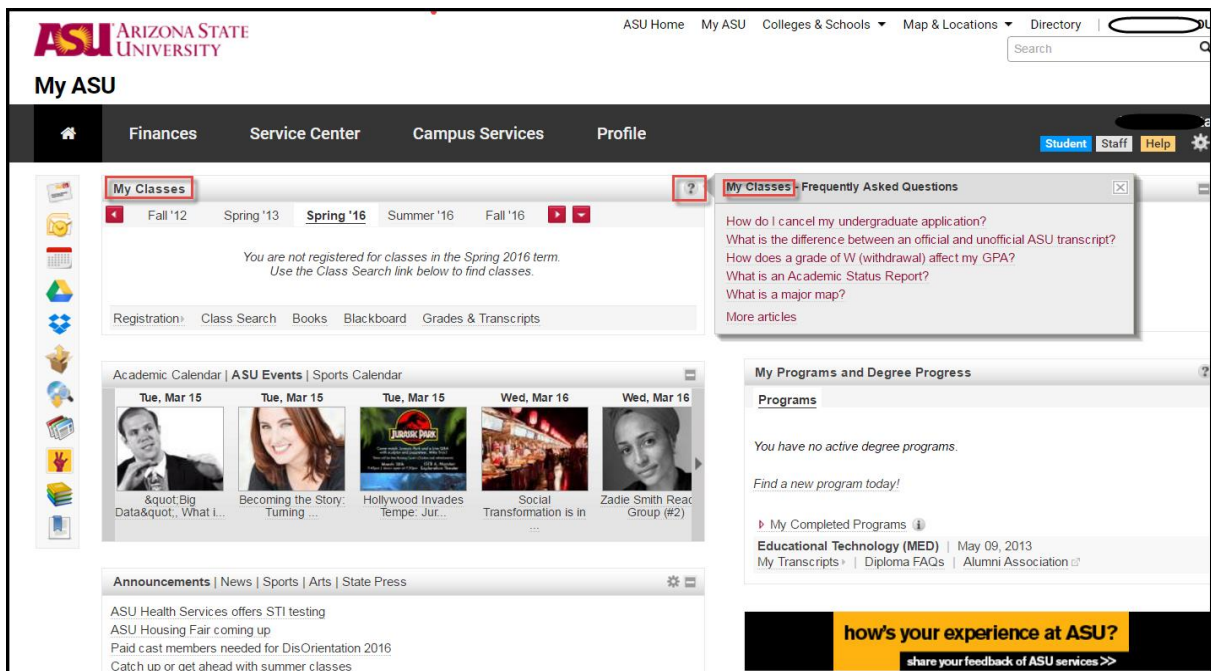 ASU Home My ASU Colleges & Schools Map & Locations Directory |
ASU ARIZONA STATE UNIVERSITY
Search
My ASU
Finances Service Center Campus Services Profile
Student Staff Help
My Classes ?
Fall '12 Spring '13 Spring '16 Summer '16 Fall '16
You are not registered for classes in the Spring 2016 term.
Use the Class Search link below to find classes.
Registration Class Search Books Blackboard Grades & Transcripts
My Classes - Frequently Asked Questions
How do I cancel my undergraduate application?
What is the difference between an official and unofficial ASU transcript?
How does a grade of W (withdrawal) affect my GPA?
What is an Academic Status Report?
What is a major map?
More articles
Academic Calendar | ASU Events | Sports Calendar
Tue, Mar 15 Tue, Mar 15 Tue, Mar 15 Wed, Mar 16 Wed, Mar 16
JURASSIC PARK
&quot;Big Data&quot;, What i...
Becoming the Story: Turning ...
Hollywood Invades Tempe: Jur...
Social Transformation is in ...
Zadie Smith Read Group (#2)
My Programs and Degree Progress ?
Programs
You have no active degree programs.
Find a new program today!
My Completed Programs i
Educational Technology (MED) | May 09, 2013
My Transcripts | Diploma FAQs | Alumni Association
Announcements | News | Sports | Arts | State Press
ASU Health Services offers STI testing
ASU Housing Fair coming up
Paid cast members needed for DisOrientation 2016
Catch up or get ahead with summer classes
how's your experience at ASU?
share your feedback of ASU services >>